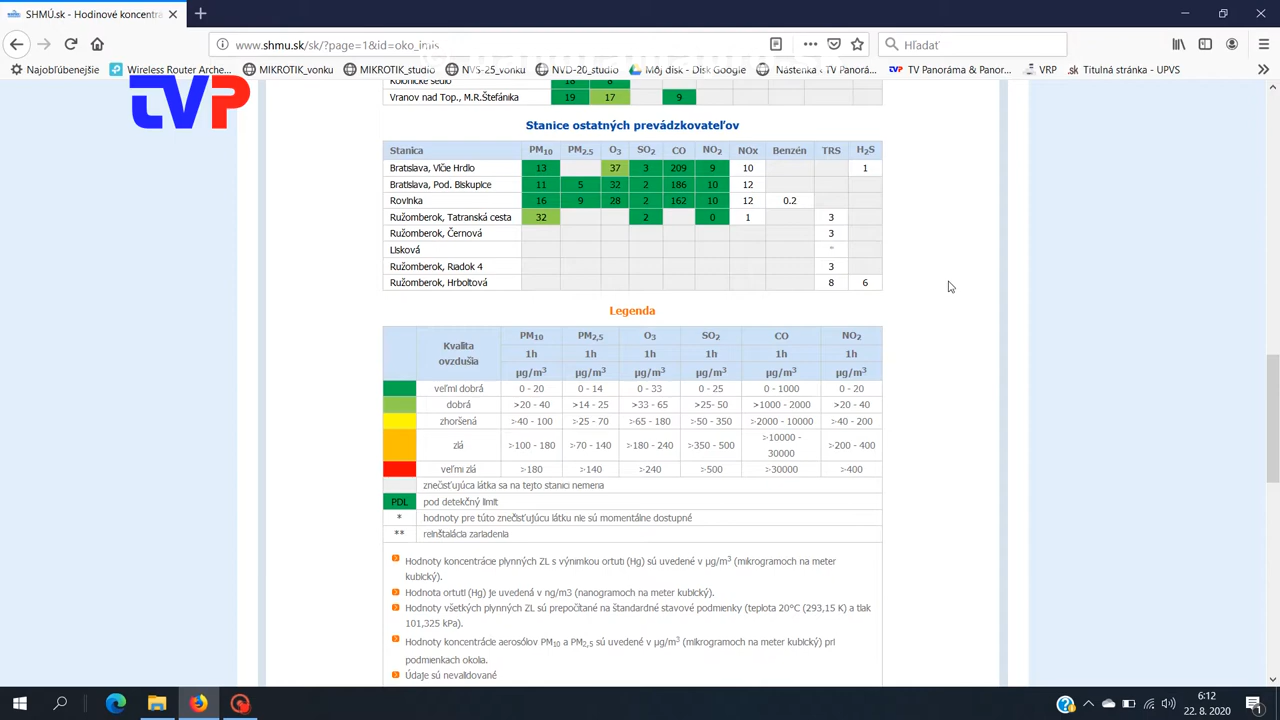 SHMÚ.sk - Hodinové koncentra
www.shmu.sk/sk/?page=1&id=oko_imis
Hľadať
Najobľúbenejšie
Wireless Router Arche...
MIKROTIK_vonku
MIKROTIK_studio
NVS-25_vonku
NVD-20_studio
Môj disk - Disk Google
Nástenka ‹ TV Panorá...
TV Panoráma & Panor...
VRP
Titulná stránka - UPVS
tvp
Kolonické sedlo 18 8
Vranov nad Top., M.R.Štefánika 19 17 9
Stanice ostatných prevádzkovateľov
Stanica PM10 PM2.5 O3 SO2 CO NO2 NOx Benzén TRS H2S
Bratislava, Vlčie Hrdlo 13 37 3 209 9 10 1
Bratislava, Pod. Biskupice 11 5 32 2 186 10 12
Rovinka 16 9 28 2 162 10 12 0.2
Ružomberok, Tatranská cesta 32 2 0 1 3
Ružomberok, Černová 3
Lisková *
Ružomberok, Riadok 4 3
Ružomberok, Hrboltová 8 6
Legenda
Kvalita ovzdušia PM10 PM2,5 O3 SO2 CO NO2
1h 1h 1h 1h 1h 1h
µg/m³ µg/m³ µg/m³ µg/m³ µg/m³ µg/m³
veľmi dobrá 0 - 20 0 - 14 0 - 33 0 - 25 0 - 1000 0 - 20
dobrá >20 - 40 >14 - 25 >33 - 65 >25- 50 >1000 - 2000 >20 - 40
zhoršená >40 - 100 >25 - 70 >65 - 180 >50 - 350 >2000 - 10000 >40 - 200
zlá >100 - 180 >70 - 140 >180 - 240 >350 - 500 >10000 - 30000 >200 - 400
veľmi zlá >180 >140 >240 >500 >30000 >400
znečisťujúca látka sa na tejto stanici nemeria
PDL pod detekčný limit
* hodnoty pre túto znečisťujúcu látku nie sú momentálne dostupné
** reinštalácia zariadenia
Hodnoty koncentrácie plynných ZL s výnimkou ortuti (Hg) sú uvedené v µg/m³ (mikrogramoch na meter
kubický).
Hodnota ortuti (Hg) je uvedená v ng/m3 (nanogramoch na meter kubický).
Hodnoty všetkých plynných ZL sú prepočítané na štandardné stavové podmienky (teplota 20°C (293,15 K) a tlak
101,325 kPa).
Hodnoty koncentrácie aerosólov PM10 a PM2,5 sú uvedené v µg/m³ (mikrogramoch na meter kubický) pri
podmienkach okolia.
Údaje sú nevalidované
6:12
22. 8. 2020
1